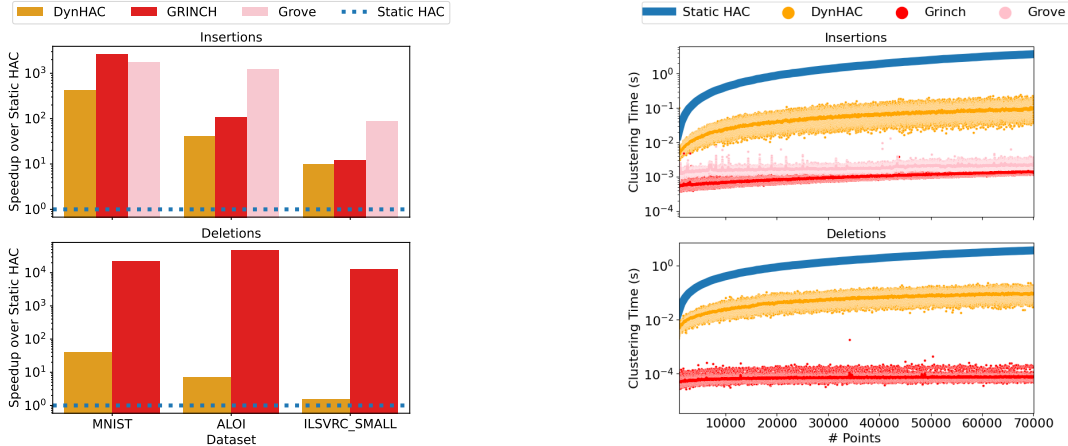 DynHAC GRINCH Grove Static HAC
Insertions
Speedup over Static HAC
10³
10²
10¹
10⁰
Deletions
Speedup over Static HAC
10⁴
10³
10²
10¹
10⁰
MNIST ALOI ILSVRC_SMALL
Dataset
Static HAC DynHAC Grinch Grove
Insertions
Clustering Time (s)
10⁰
10⁻¹
10⁻²
10⁻³
10⁻⁴
Deletions
Clustering Time (s)
10⁰
10⁻²
10⁻⁴
10000 20000 30000 40000 50000 60000 70000
# Points